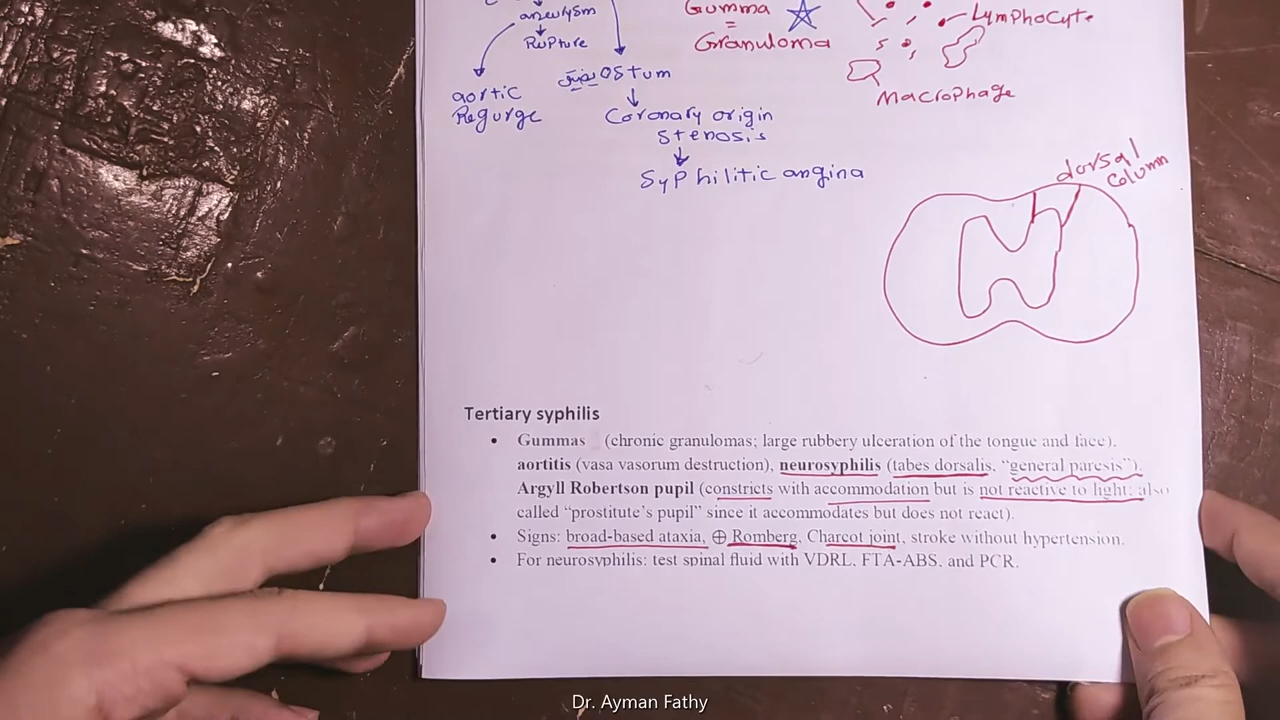 aneurysm
Rupture
aortic
Regurge
ostum
Coronary origin
stenosis
Syphilitic angina
Gumma
=
Granuloma
Lymphocyte
Macrophage
dorsal
Column
Tertiary syphilis
• Gummas (chronic granulomas; large rubbery ulceration of the tongue and face).
aortitis (vasa vasorum destruction), neurosyphilis (tabes dorsalis, “general paresis”).
Argyll Robertson pupil (constricts with accommodation but is not reactive to light; also
called “prostitute’s pupil” since it accommodates but does not react).
• Signs: broad-based ataxia, ⊕ Romberg, Charcot joint, stroke without hypertension.
• For neurosyphilis: test spinal fluid with VDRL, FTA-ABS, and PCR.
Dr. Ayman Fathy